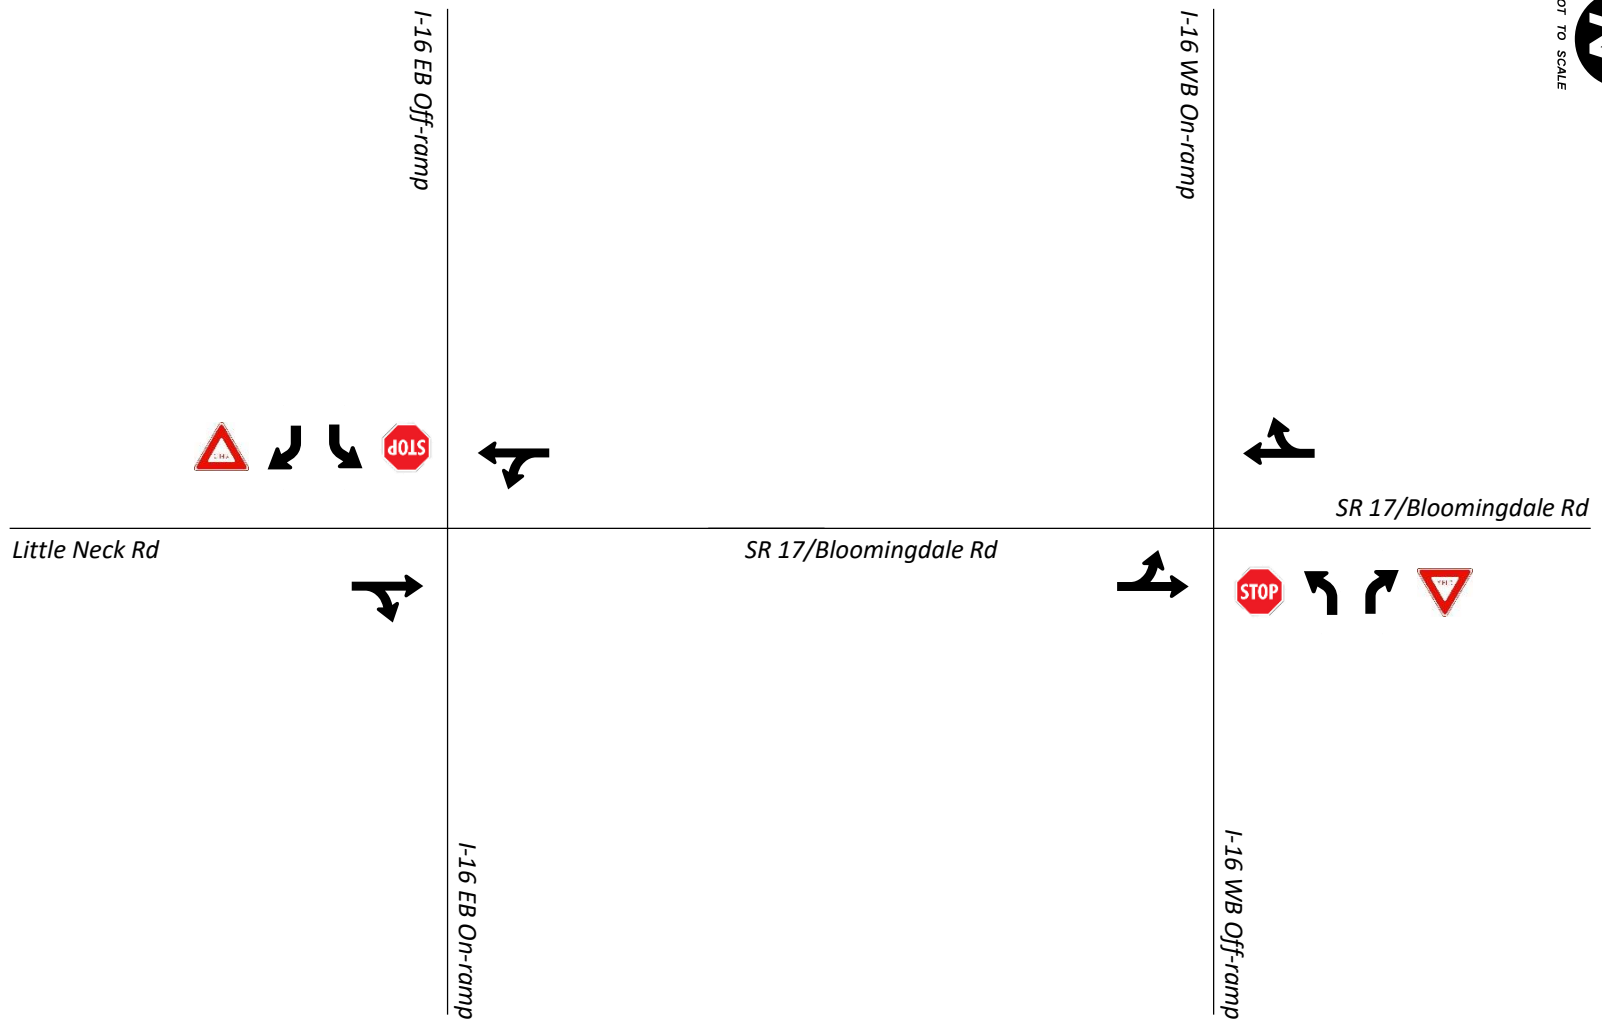 I-16 EB Off-ramp
I-16 WB On-ramp
OT TO SCALE
STOP
SR 17/Bloomingdale Rd
Little Neck Rd
SR 17/Bloomingdale Rd
STOP
I-16 EB On-ramp
I-16 WB Off-ramp